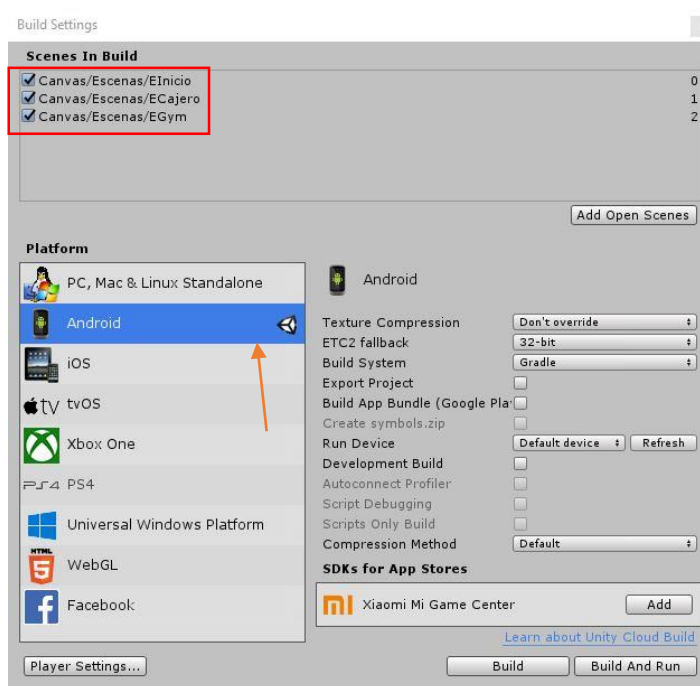 Build Settings
Scenes In Build
Canvas/Escenas/EInicio 0
Canvas/Escenas/ECajero 1
Canvas/Escenas/EGym 2
Add Open Scenes
Platform
PC, Mac & Linux Standalone
Android
iOS
tv tvOS
Xbox One
PS4 PS4
Universal Windows Platform
HTML 5 WebGL
f Facebook
Android
Texture Compression Don't override
ETC2 fallback 32-bit
Build System Gradle
Export Project
Build App Bundle (Google Pla
Create symbols.zip
Run Device Default device Refresh
Development Build
Autoconnect Profiler
Script Debugging
Scripts Only Build
Compression Method Default
SDKs for App Stores
Xiaomi Mi Game Center Add
Learn about Unity Cloud Build
Player Settings... Build Build And Run